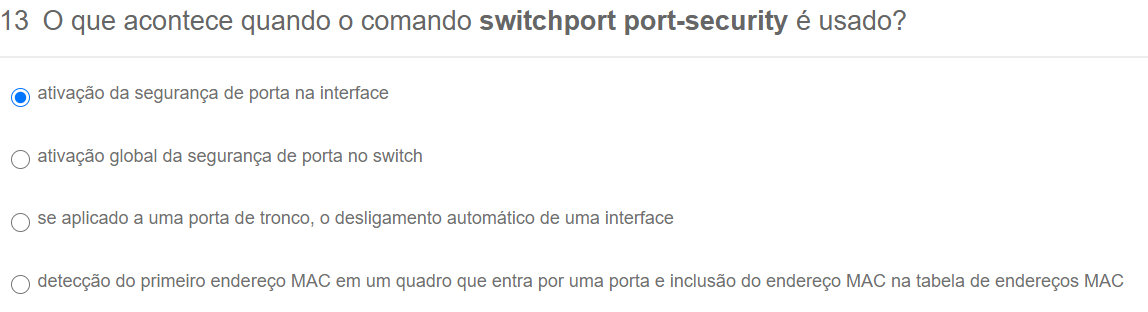 13 O que acontece quando o comando switchport port-security é usado?
ativação da segurança de porta na interface
ativação global da segurança de porta no switch
se aplicado a uma porta de tronco, o desligamento automático de uma interface
detecção do primeiro endereço MAC em um quadro que entra por uma porta e inclusão do endereço MAC na tabela de endereços MAC